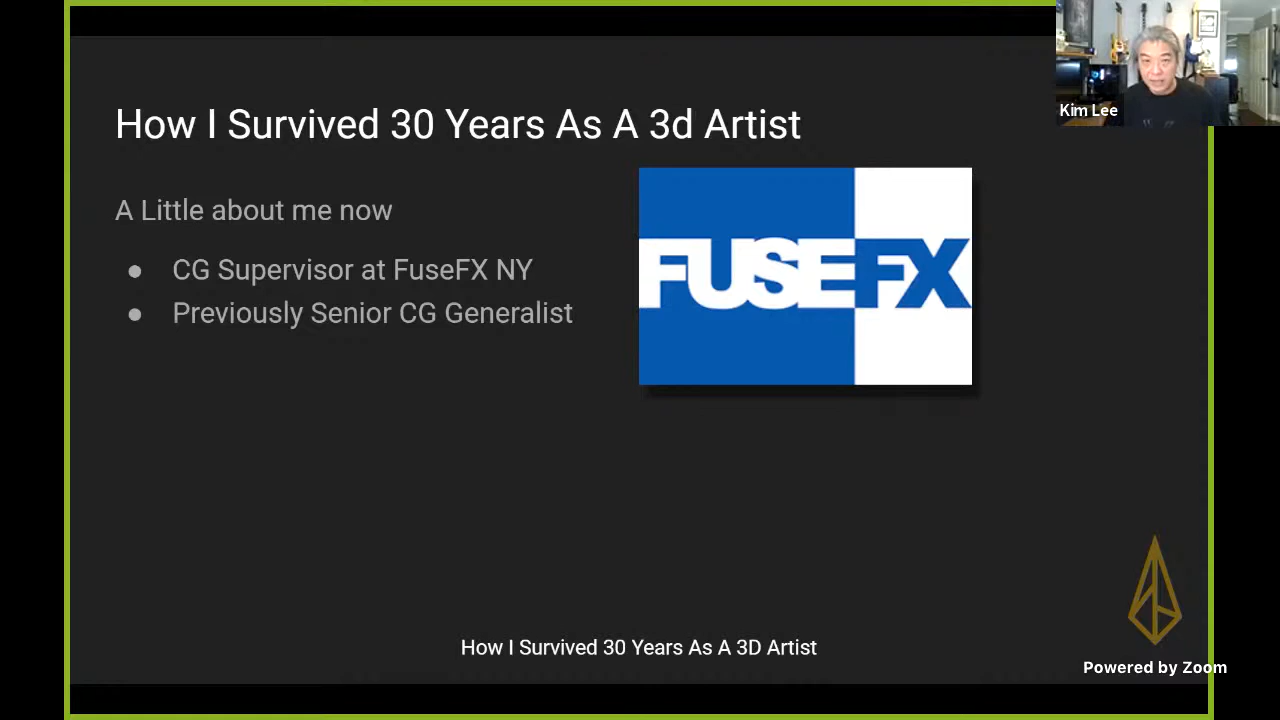 How I Survived 30 Years As A 3d Artist
Kim Lee
A Little about me now
● CG Supervisor at FuseFX NY
● Previously Senior CG Generalist
FUSEFX
How I Survived 30 Years As A 3D Artist
Powered by Zoom